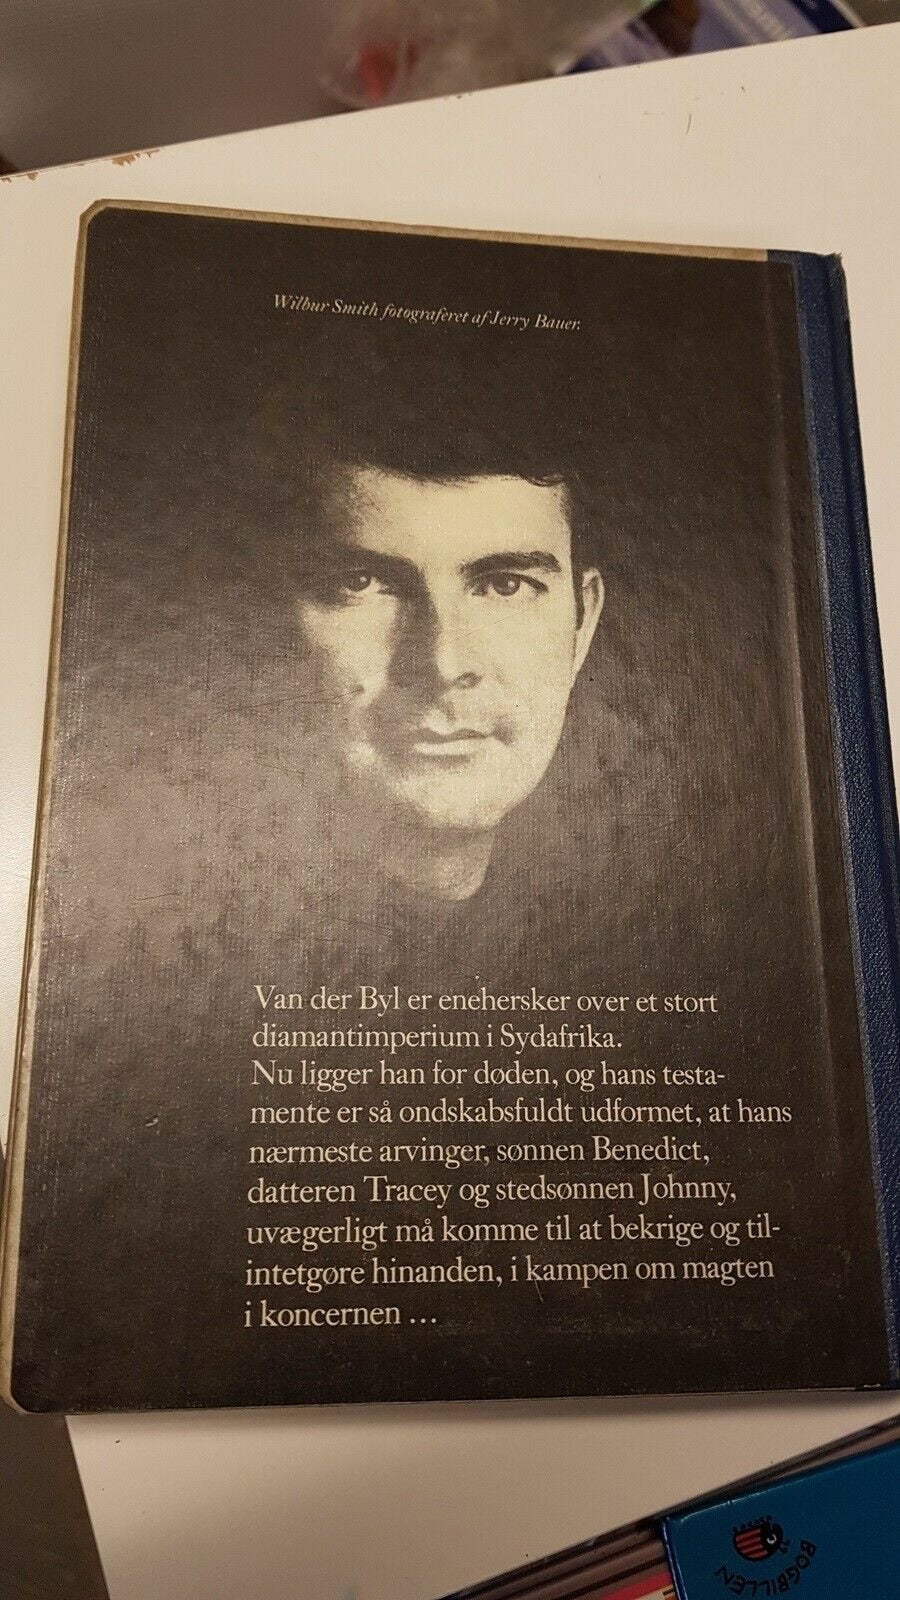 Wilbur Smith fotograferet af Jerry Bauer.
Van der Byl er enehersker over et stort
diamantimperium i Sydafrika.
Nu ligger han for døden, og hans testa-
mente er så ondskabsfuldt udformet, at hans
nærmeste arvinger, sønnen Benedict,
datteren Tracey og stedsønnen Johnny,
uvægerligt må komme til at bekrige og til-
intetgøre hinanden, i kampen om magten
i koncernen ...
BOGBILLEN